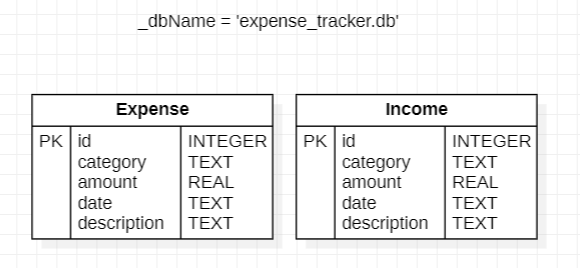 _dbName = 'expense_tracker.db'
Expense
PK id INTEGER
category TEXT
amount REAL
date TEXT
description TEXT
Income
PK id INTEGER
category TEXT
amount REAL
date TEXT
description TEXT